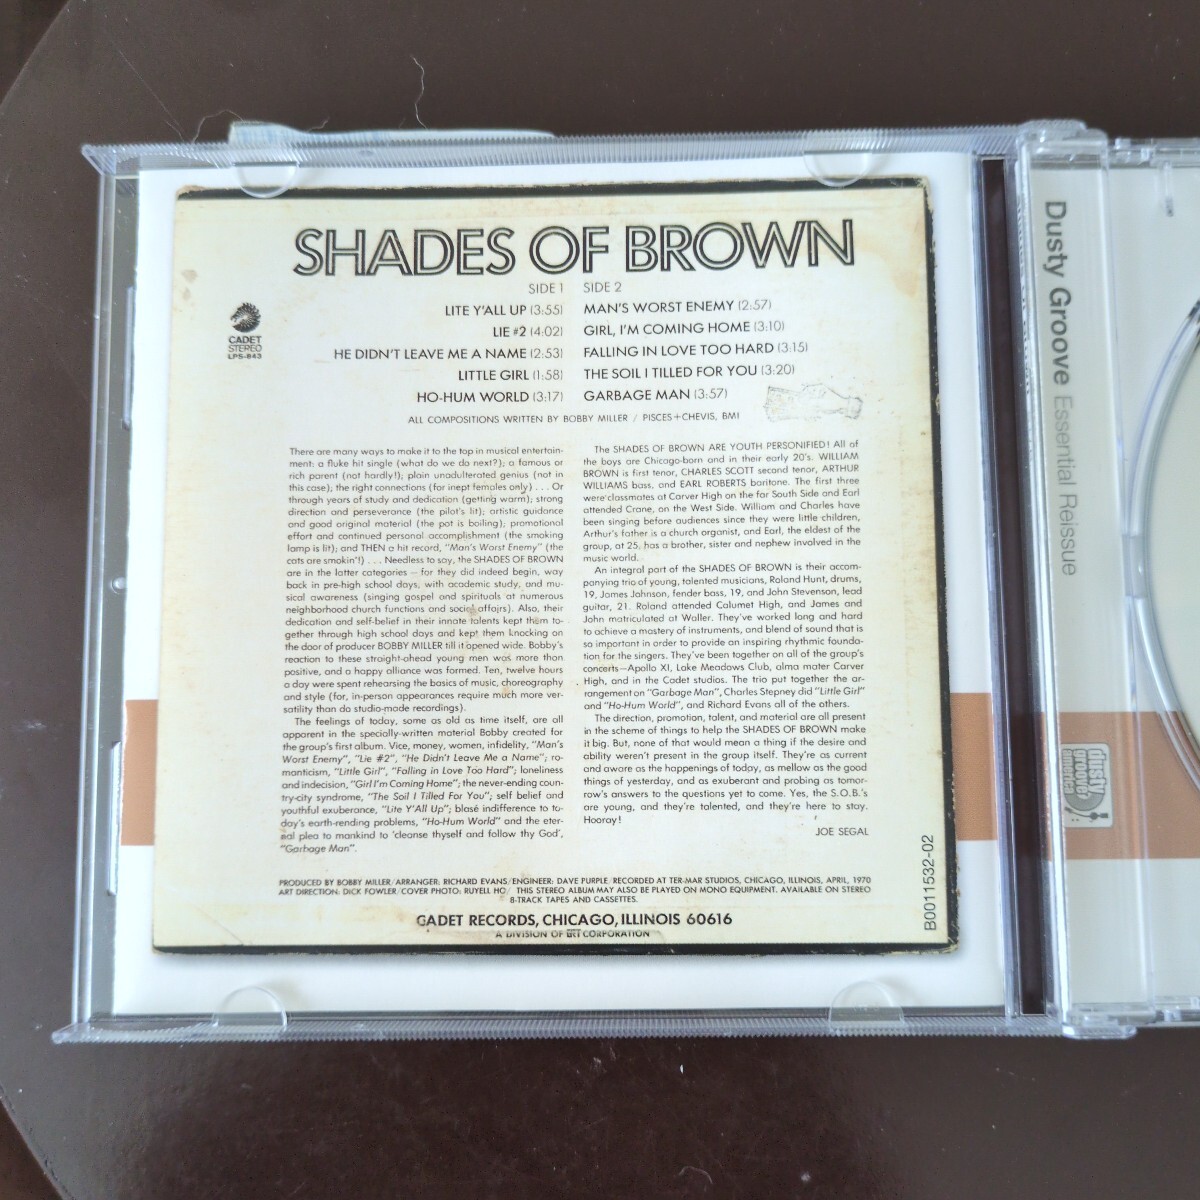 SHADES OF BROWN
CADET
STEREO
LPS-843
SIDE 1
LITE Y'ALL UP (3:55)
LIE #2 (4:02)
HE DIDN'T LEAVE ME A NAME (2:53)
LITTLE GIRL (1:58)
HO-HUM WORLD (3:17)
SIDE 2
MAN'S WORST ENEMY (2:57)
GIRL, I'M COMING HOME (3:10)
FALLING IN LOVE TOO HARD (3:15)
THE SOIL I TILLED FOR YOU (3:20)
GARBAGE MAN (3:57)
ALL COMPOSITIONS WRITTEN BY BOBBY MILLER / PISCES+CHEVIS, BMI
There are many ways to make it to the top in musical entertain-
ment: a fluke hit single (what do we do next?); a famous or
rich parent (not hardly!); plain unadulterated genius (not in
this case); the right connections (for inept females only) . . . Or
through years of study and dedication (getting warm); strong
direction and perseverance (the pilot's lit); artistic guidance
and good original material (the pot is boiling); promotional
effort and continued personal accomplishment (the smoking
lamp is lit); and THEN a hit record, "Man's Worst Enemy" (the
cats are smokin'!) . . . Needless to say, the SHADES OF BROWN
are in the latter categories — for they did indeed begin, way
back in pre-high school days, with academic study, and mu-
sical awareness (singing gospel and spirituals at numerous
neighborhood church functions and social affairs). Also, their
dedication and self-belief in their innate talents kept them to-
gether through high school days and kept them knocking on
the door of producer BOBBY MILLER till it opened wide. Bobby's
reaction to these straight-ahead young men was more than
positive, and a happy alliance was formed. Ten, twelve hours
a day were spent rehearsing the basics of music, choreography
and style (for, in-person appearances require much more ver-
satility than do studio-made recordings).
The feelings of today, some as old as time itself, are all
apparent in the specially-written material Bobby created for
the group's first album. Vice, money, women, infidelity, "Man's
Worst Enemy", "Lie #2", "He Didn't Leave Me a Name"; ro-
manticism, "Little Girl", "Falling in Love Too Hard"; loneliness
and indecision, "Girl I'm Coming Home"; the never-ending coun-
try-city syndrome, "The Soil I Tilled For You"; self belief and
youthful exuberance, "Lite Y'All Up"; blasé indifference to to-
day's earth-rending problems, "Ho-Hum World" and the eter-
nal plea to mankind to 'cleanse thyself and follow thy God',
"Garbage Man".
The SHADES OF BROWN ARE YOUTH PERSONIFIED! All of
the boys are Chicago-born and in their early 20's. WILLIAM
BROWN is first tenor, CHARLES SCOTT second tenor, ARTHUR
WILLIAMS bass, and EARL ROBERTS baritone. The first three
were classmates at Carver High on the far South Side and Earl
attended Crane, on the West Side. William and Charles have
been singing before audiences since they were little children,
Arthur's father is a church organist, and Earl, the eldest of the
group, at 25, has a brother, sister and nephew involved in the
music world.
An integral part of the SHADES OF BROWN is their accom-
panying trio of young, talented musicians, Roland Hunt, drums,
19, James Johnson, fender bass, 19, and John Stevenson, lead
guitar, 21. Roland attended Calumet High, and James and
John matriculated at Waller. They've worked long and hard
to achieve a mastery of instruments, and blend of sound that is
so important in order to provide an inspiring rhythmic founda-
tion for the singers. They've been together on all of the group's
concerts—Apollo XI, Lake Meadows Club, alma mater Carver
High, and in the Cadet studios. The trio put together the ar-
rangement on "Garbage Man", Charles Stepney did "Little Girl"
and "Ho-Hum World", and Richard Evans all of the others.
The direction, promotion, talent, and material are all present
in the scheme of things to help the SHADES OF BROWN make
it big. But, none of that would mean a thing if the desire and
ability weren't present in the group itself. They're as current
and aware as the happenings of today, as mellow as the good
things of yesterday, and as exuberant and probing as tomor-
row's answers to the questions yet to come. Yes, the S.O.B.'s
are young, and they're talented, and they're here to stay.
Hooray!
JOE SEGAL
PRODUCED BY BOBBY MILLER/ARRANGER: RICHARD EVANS/ENGINEER: DAVE PURPLE/RECORDED AT TER-MAR STUDIOS, CHICAGO, ILLINOIS, APRIL, 1970
ART DIRECTION: DICK FOWLER/COVER PHOTO: RUYELL HO/ THIS STEREO ALBUM MAY ALSO BE PLAYED ON MONO EQUIPMENT. AVAILABLE ON STEREO
8-TRACK TAPES AND CASSETTES.
CADET RECORDS, CHICAGO, ILLINOIS 60616
A DIVISION OF GRT CORPORATION
B0011532-02
Dusty Groove Essential Reissue
dusty
groove
america